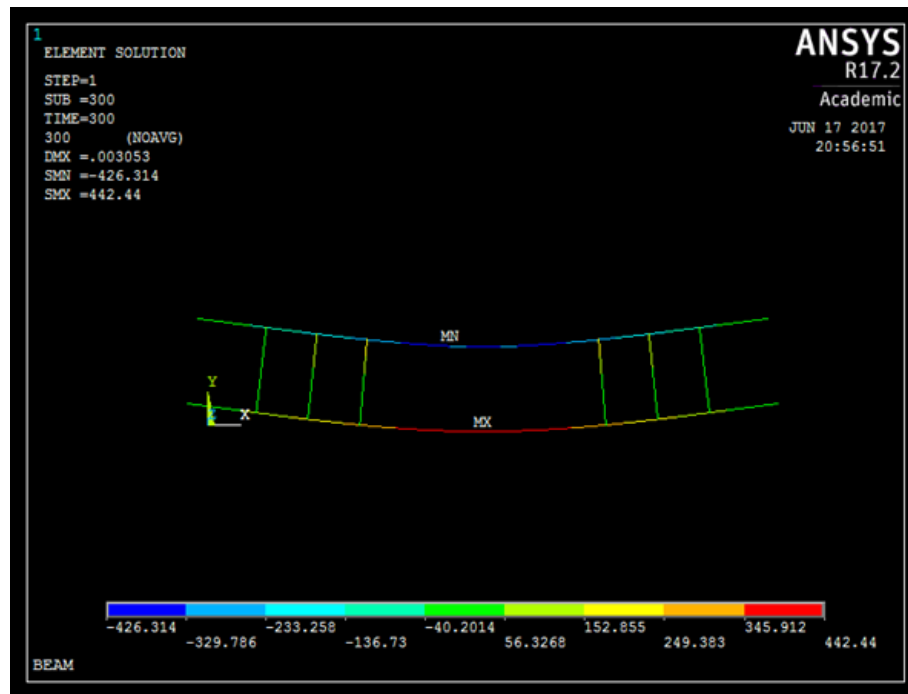 1
ELEMENT SOLUTION
STEP=1
SUB =300
TIME=300
300 (NOAVG)
DMX =.003053
SMN =-426.314
SMX =442.44
ANSYS
R17.2
Academic
JUN 17 2017
20:56:51
MN
Y
X
MX
-426.314 -233.258 -40.2014 152.855 345.912
-329.786 -136.73 56.3268 249.383 442.44
BEAM